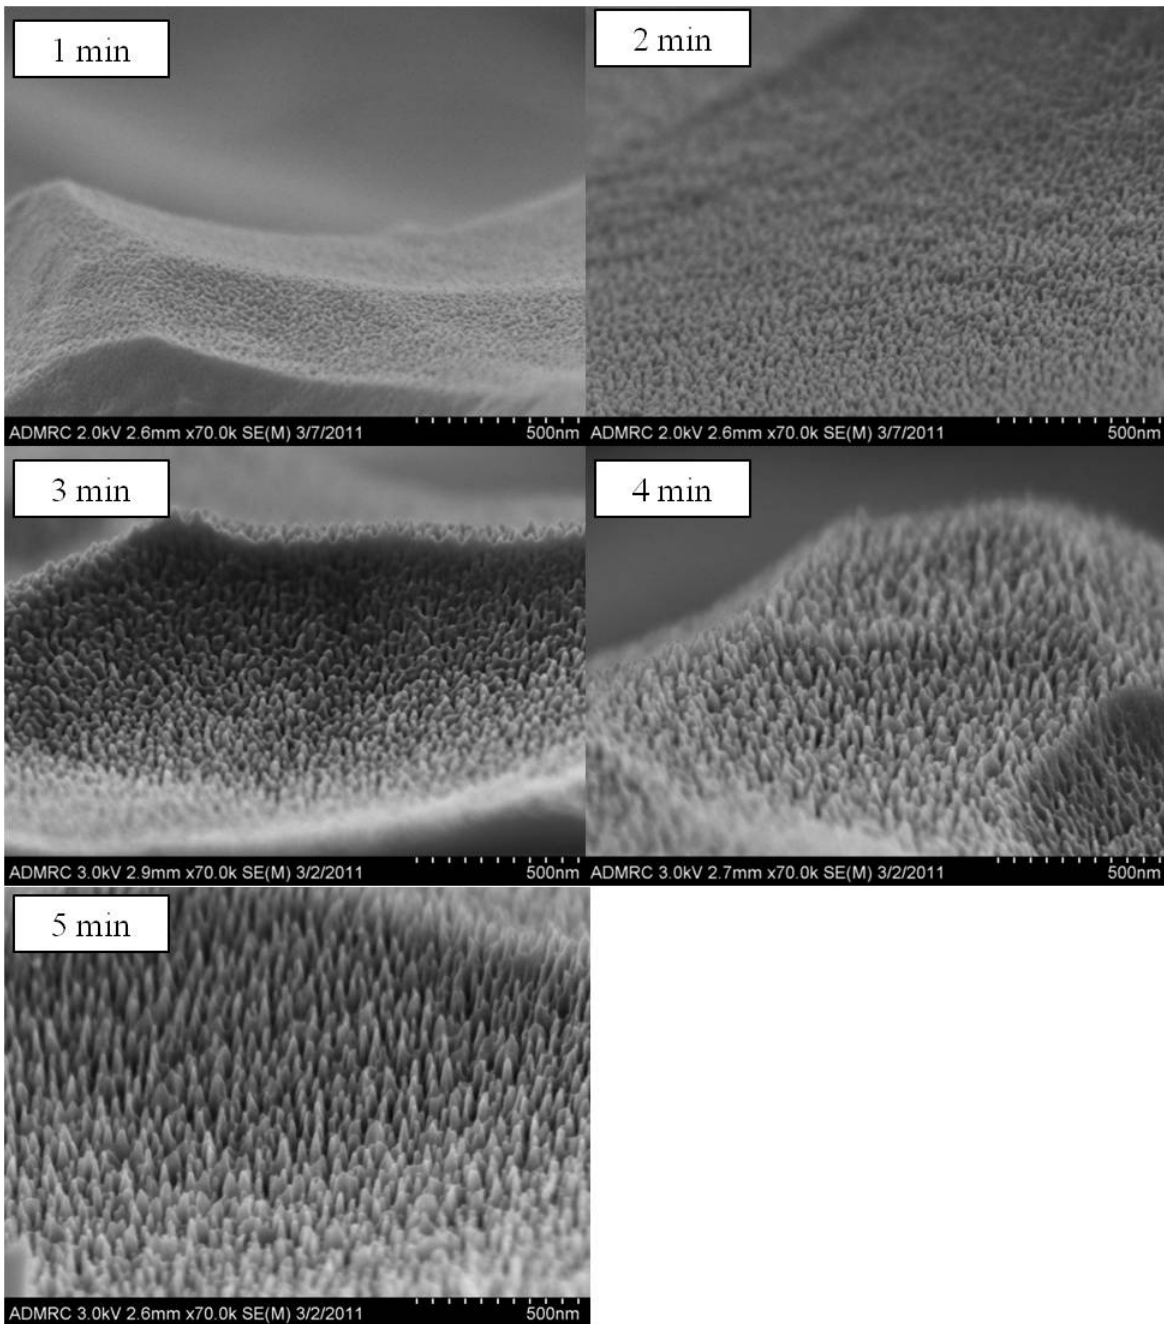 1 min
2 min
ADMRC 2.0kV 2.6mm x70.0k SE(M) 3/7/2011 500nm
ADMRC 2.0kV 2.6mm x70.0k SE(M) 3/7/2011 500nm
3 min
4 min
ADMRC 3.0kV 2.9mm x70.0k SE(M) 3/2/2011 500nm
ADMRC 3.0kV 2.7mm x70.0k SE(M) 3/2/2011 500nm
5 min
ADMRC 3.0kV 2.6mm x70.0k SE(M) 3/2/2011 500nm